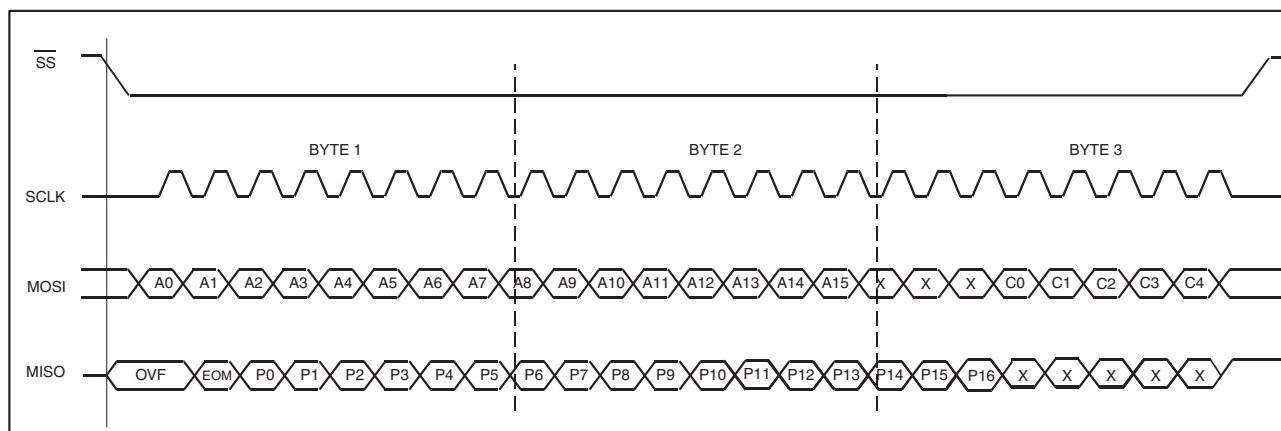 SS
BYTE 1 BYTE 2 BYTE 3
SCLK
MOSI A0 A1 A2 A3 A4 A5 A6 A7 A8 A9 A10 A11 A12 A13 A14 A15 X X X C0 C1 C2 C3 C4
MISO OVF EOM P0 P1 P2 P3 P4 P5 P6 P7 P8 P9 P10 P11 P12 P13 P14 P15 P16 X X X X X